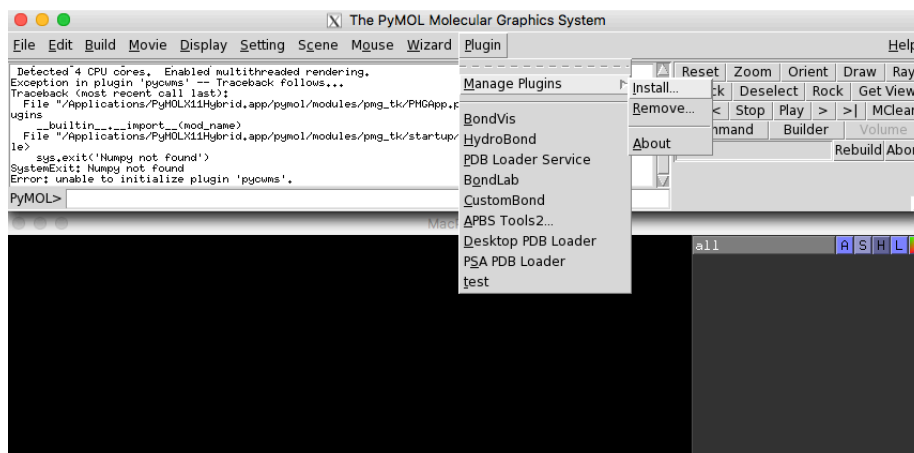 The PyMOL Molecular Graphics System
File Edit Build Movie Display Setting Scene Mouse Wizard Plugin Help
Detected 4 CPU cores. Enabled multithreaded rendering.
Exception in plugin 'pycwms' -- Traceback follows...
Traceback (most recent call last):
File "/Applications/PyMOLX11Hybrid.app/pymol/modules/pmg_tk/PMGApp.p
ugins
__builtin__.__import__(mod_name)
File "/Applications/PyMOLX11Hybrid.app/pymol/modules/pmg_tk/startup/
le>
sys.exit('Numpy not found')
SystemExit: Numpy not found
Error: unable to initialize plugin 'pycwms'.
PyMOL>
Manage Plugins
BondVis
HydroBond
PDB Loader Service
BondLab
CustomBond
APBS Tools2...
Desktop PDB Loader
PSA PDB Loader
test
Install...
Remove...
About
Reset Zoom Orient Draw Ray
ck Deselect Rock Get View
< Stop Play > >| MClear
mand Builder Volume
Rebuild Abor
Mac
all A S H L